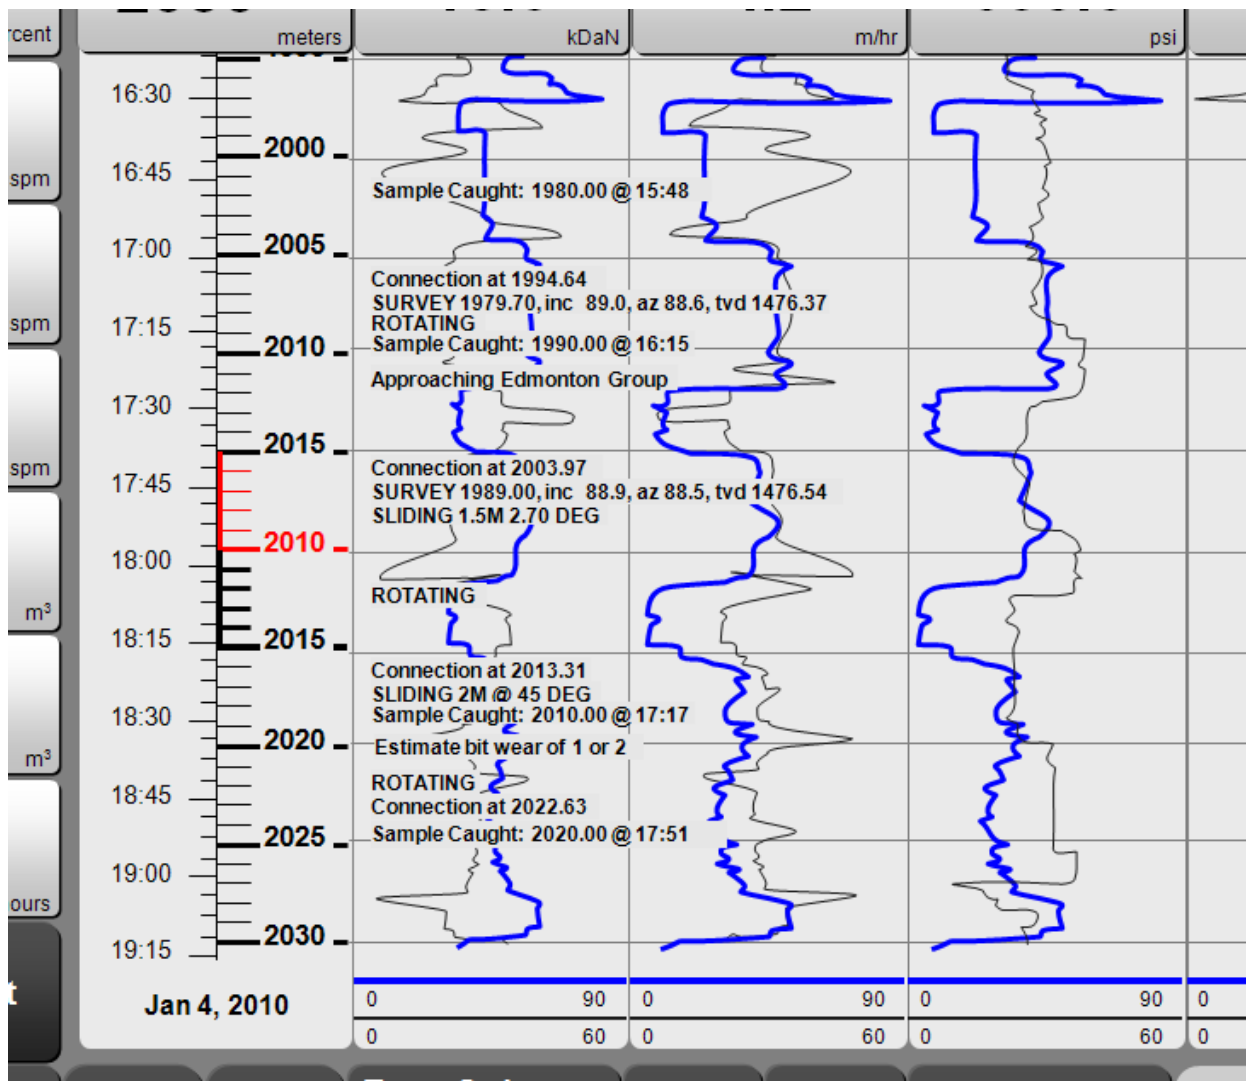 meters
kDaN
m/hr
psi
16:30
2000
spm
16:45
Sample Caught: 1980.00 @ 15:48
17:00
2005
Connection at 1994.64
SURVEY 1979.70, inc 89.0, az 88.6, tvd 1476.37
spm
17:15
ROTATING
2010
Sample Caught: 1990.00 @ 16:15
Approaching Edmonton Group
17:30
2015
spm
Connection at 2003.97
17:45
SURVEY 1989.00, inc 88.9, az 88.5, tvd 1476.54
SLIDING 1.5M 2.70 DEG
2010
18:00
ROTATING
m³
18:15
2015
Connection at 2013.31
SLIDING 2M @ 45 DEG
18:30
Sample Caught: 2010.00 @ 17:17
2020
Estimate bit wear of 1 or 2
m³
ROTATING
18:45
Connection at 2022.63
2025
Sample Caught: 2020.00 @ 17:51
19:00
2030
19:15
Jan 4, 2010
0 90 0 90 0 90 0
0 60 0 60 0 60 0